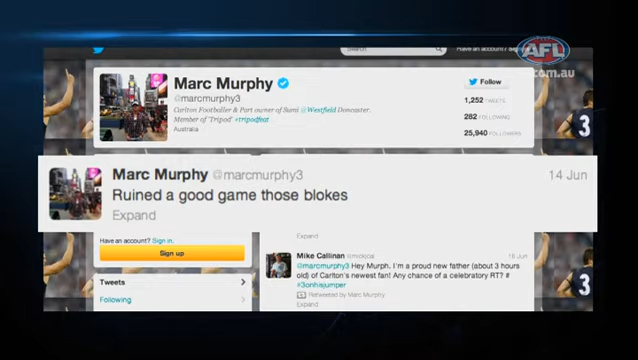 Search
Have an account?
AFL
.com.au
Marc Murphy
@marcmurphy3
Carlton Footballer & Part owner of Sumi @Westfield Doncaster.
Member of 'Tripod' #tripodfeat
Australia
Follow
1,252 TWEETS
282 FOLLOWING
25,940 FOLLOWERS
3
Marc Murphy @marcmurphy3 14 Jun
Ruined a good game those blokes
Expand
Expand
Have an account? Sign in.
Sign up
Tweets
Following
Mike Callinan 16 Jun
@marcmurphy3 Hey Murph. I'm a proud new father (about 3 hours
old) of Carlton's newest fan! Any chance of a celebratory RT? #
#3onhisjumper
Retweeted by Marc Murphy
Expand
3